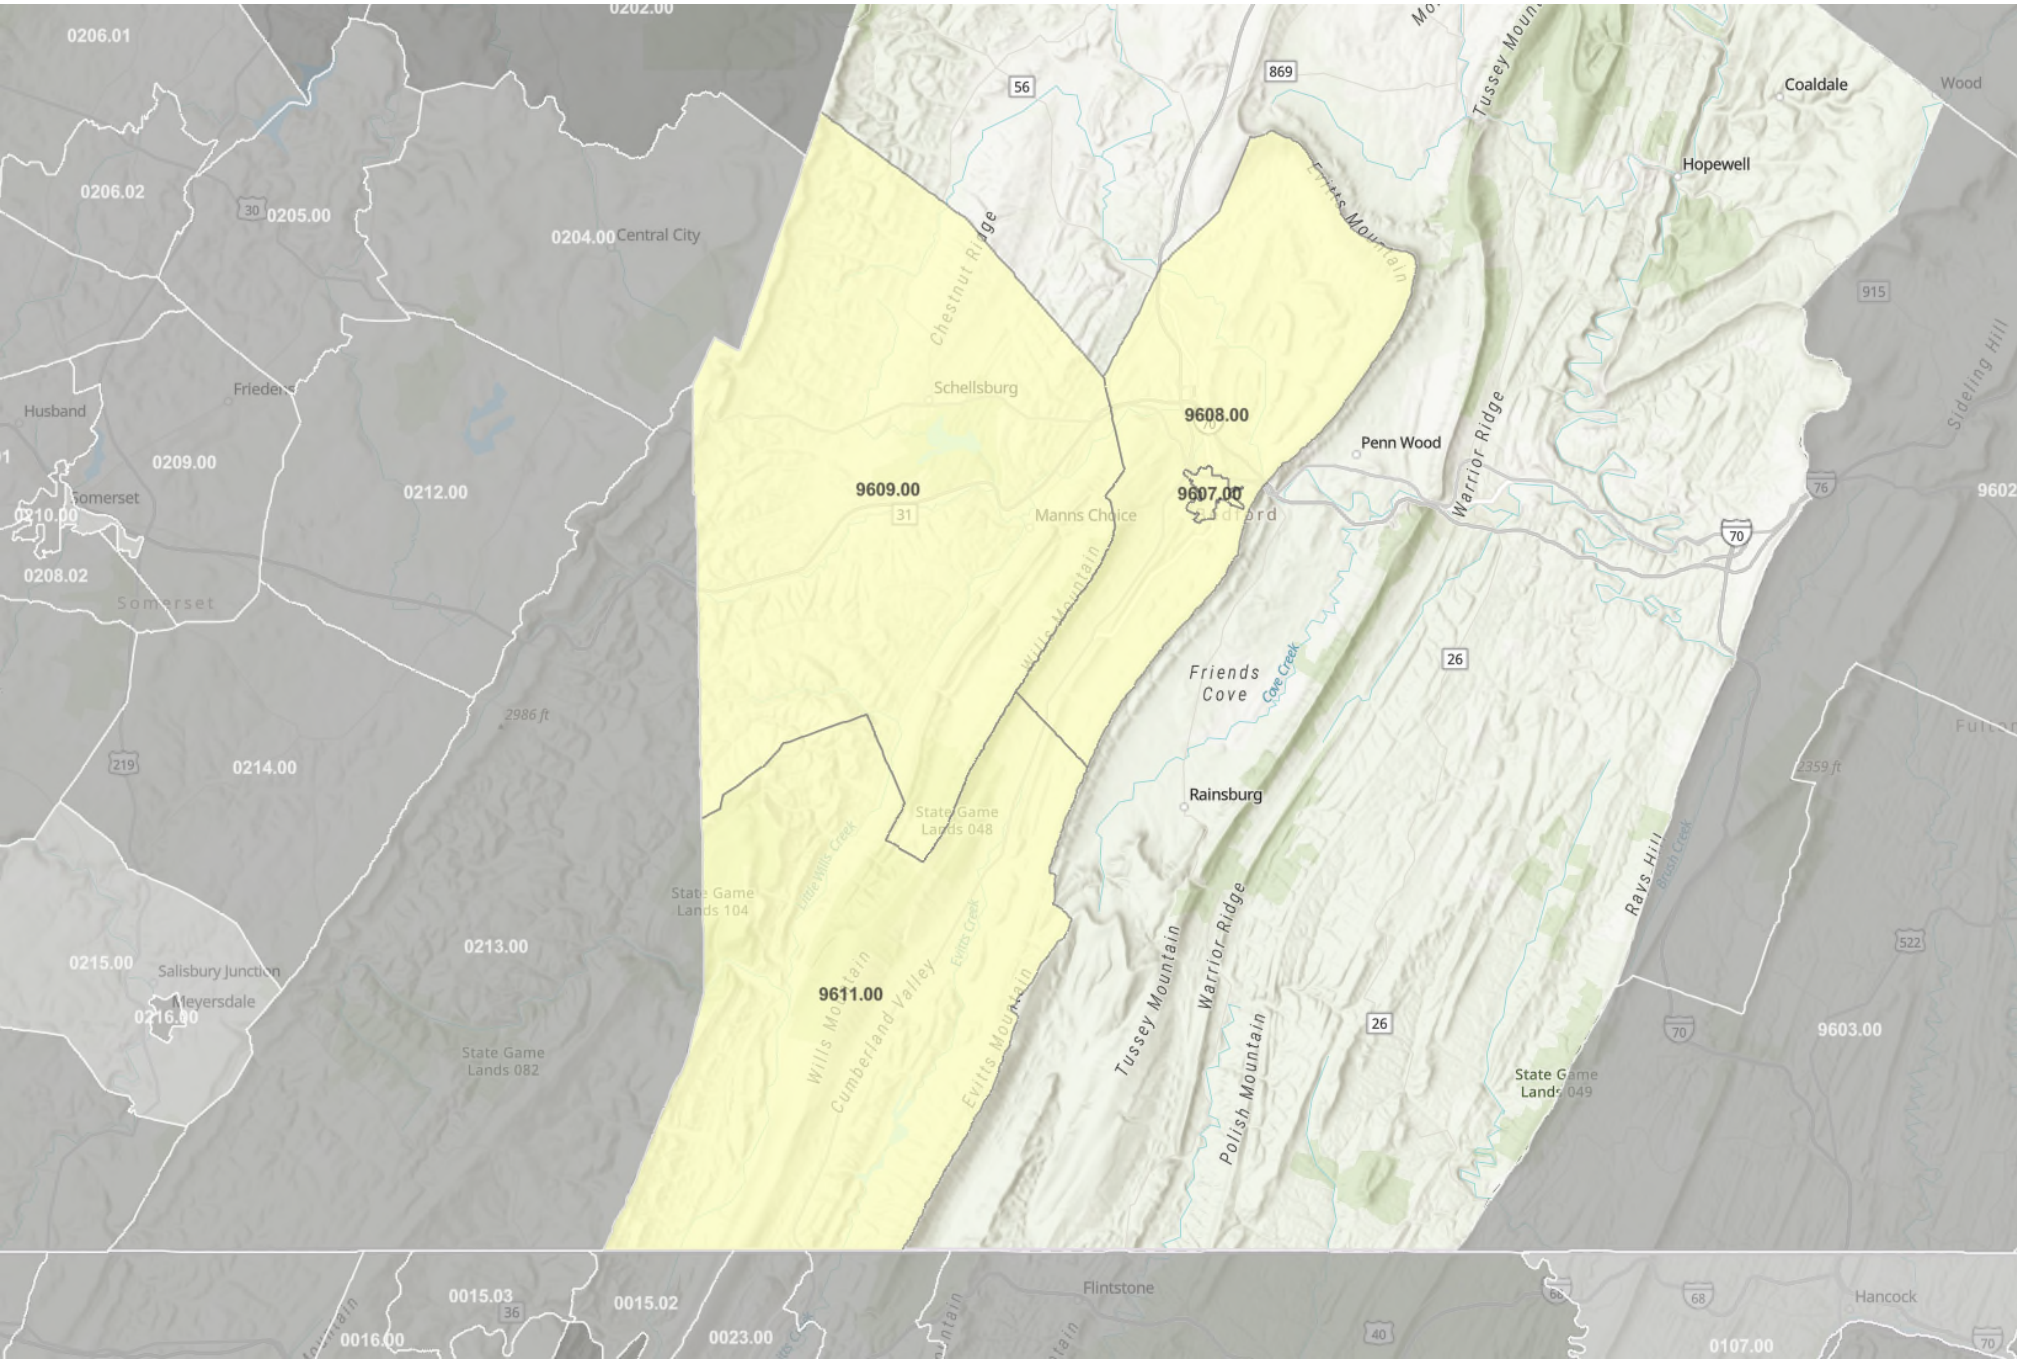 0202.00
0206.01
Mo
Tussey Moun
56
869
Coaldale
Wood
Hopewell
0206.02
30
0205.00
0204.00
Central City
Evitts Mountain
Chestnut Ridge
915
Sideling Hill
Friedens
Schellsburg
Husband
9608.00
70
Penn Wood
Warrior Ridge
01
0209.00
0212.00
9609.00
9607.00
76
9602
Somerset
0210.00
31
Manns Choice
Bedford
70
0208.02
Somerset
Wills Mountain
26
Friends
Cove
Cove Creek
2986 ft
Fulton
219
0214.00
2359 ft
Rainsburg
State Game
Lands 048
Little Wills Creek
Rays Hill
Brush Creek
State Game
Lands 104
Evitts Creek
Warrior Ridge
Tussey Mountain
0213.00
522
0215.00
Salisbury Junction
Meyersdale
0216.00
9611.00
Wills Mountain
Cumberland Valley
Evitts Mountain
Polish Mountain
26
70
9603.00
State Game
Lands 082
State Game
Lands 049
Flintstone
0015.03
36
0015.02
68
68
Hancock
0016.00
Mountain
0023.00
tts C
untain
tain
40
0107.00
70